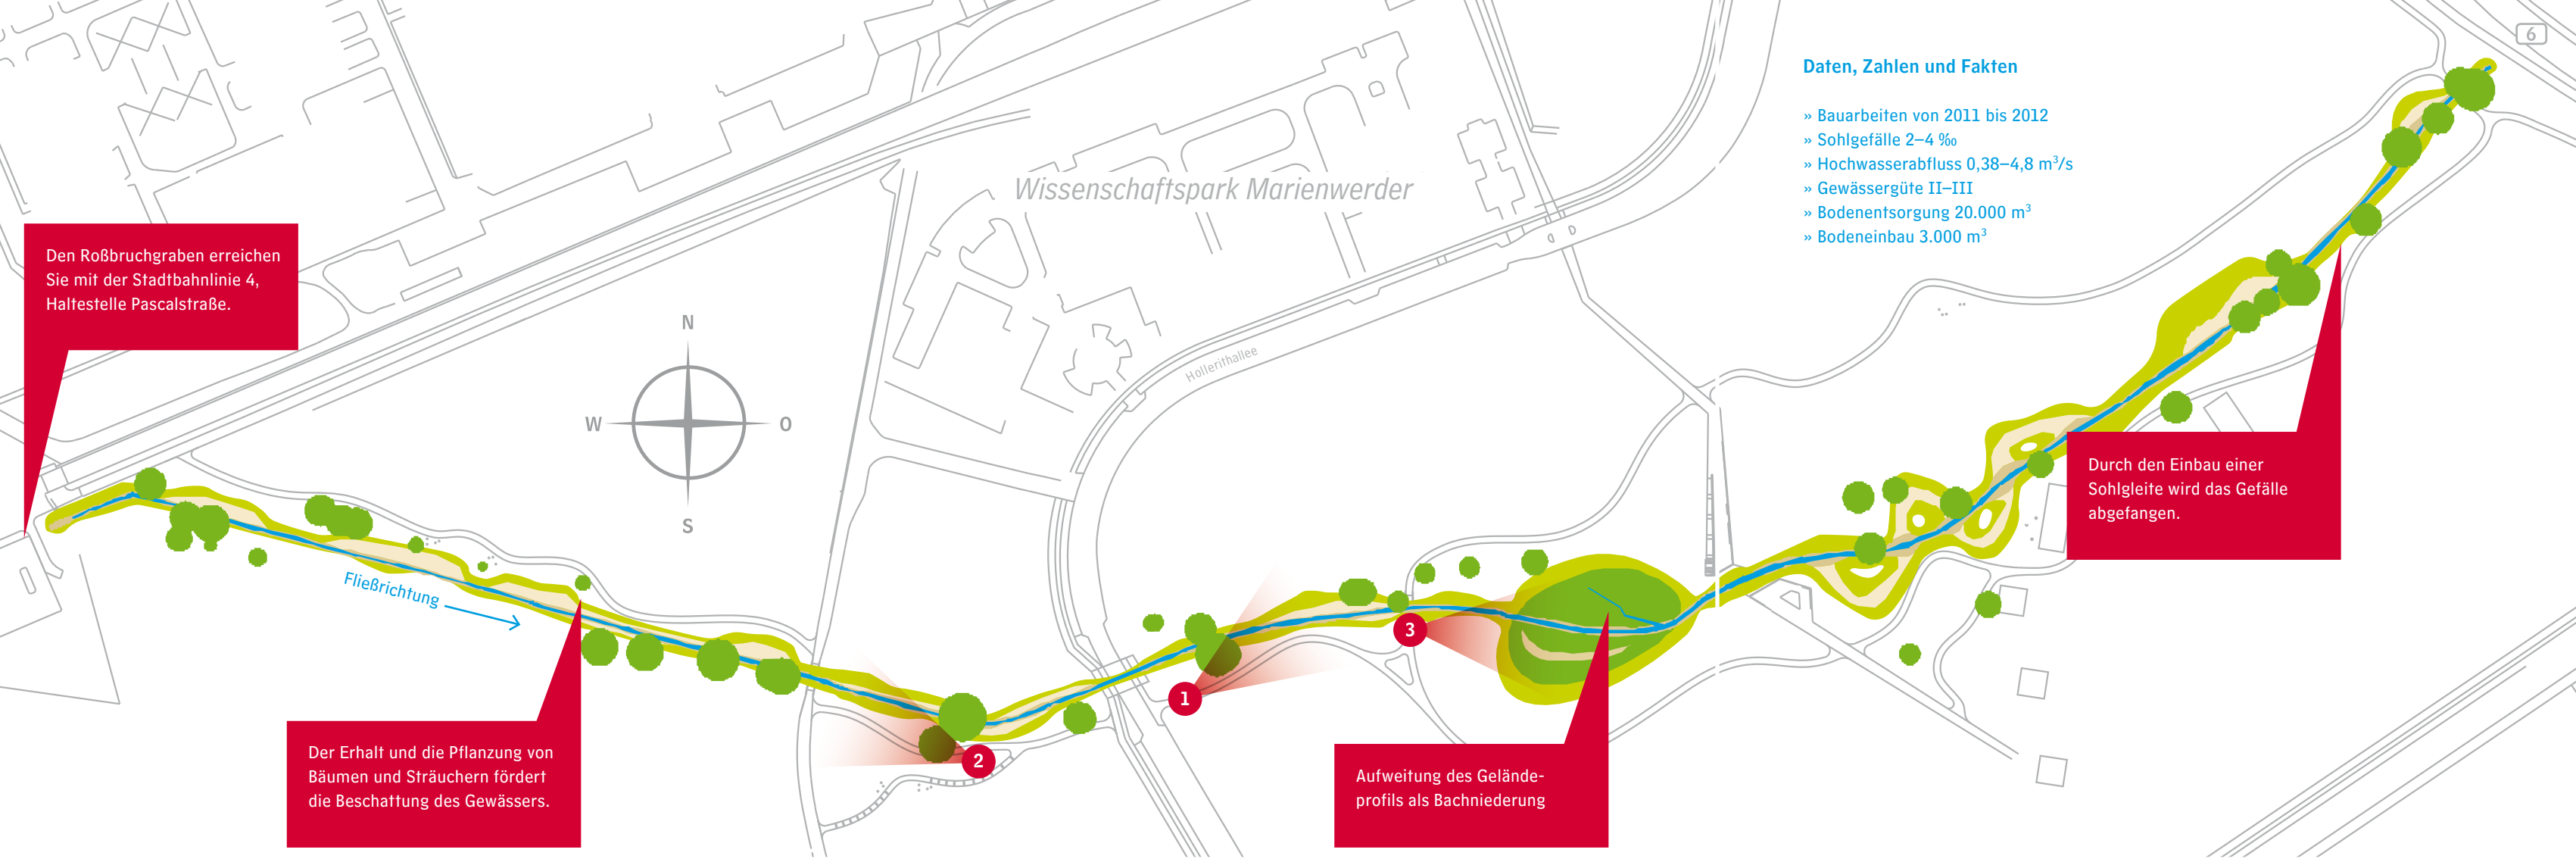 6
Daten, Zahlen und Fakten
» Bauarbeiten von 2011 bis 2012
» Sohlgefälle 2–4 ‰
» Hochwasserabfluss 0,38–4,8 m³/s
» Gewässergüte II–III
» Bodenentsorgung 20.000 m³
» Bodeneinbau 3.000 m³
Wissenschaftspark Marienwerder
Den Roßbruchgraben erreichen
Sie mit der Stadtbahnlinie 4,
Haltestelle Pascalstraße.
N
W
O
S
Hollerithallee
Durch den Einbau einer
Sohlgleite wird das Gefälle
abgefangen.
Fließrichtung
3
1
2
Der Erhalt und die Pflanzung von
Bäumen und Sträuchern fördert
die Beschattung des Gewässers.
Aufweitung des Gelände-
profils als Bachniederung